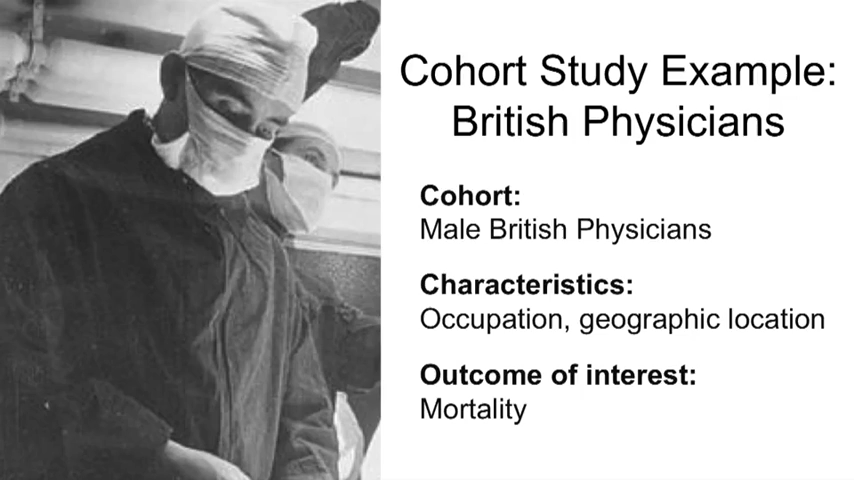 Cohort Study Example:
British Physicians
Cohort:
Male British Physicians
Characteristics:
Occupation, geographic location
Outcome of interest:
Mortality